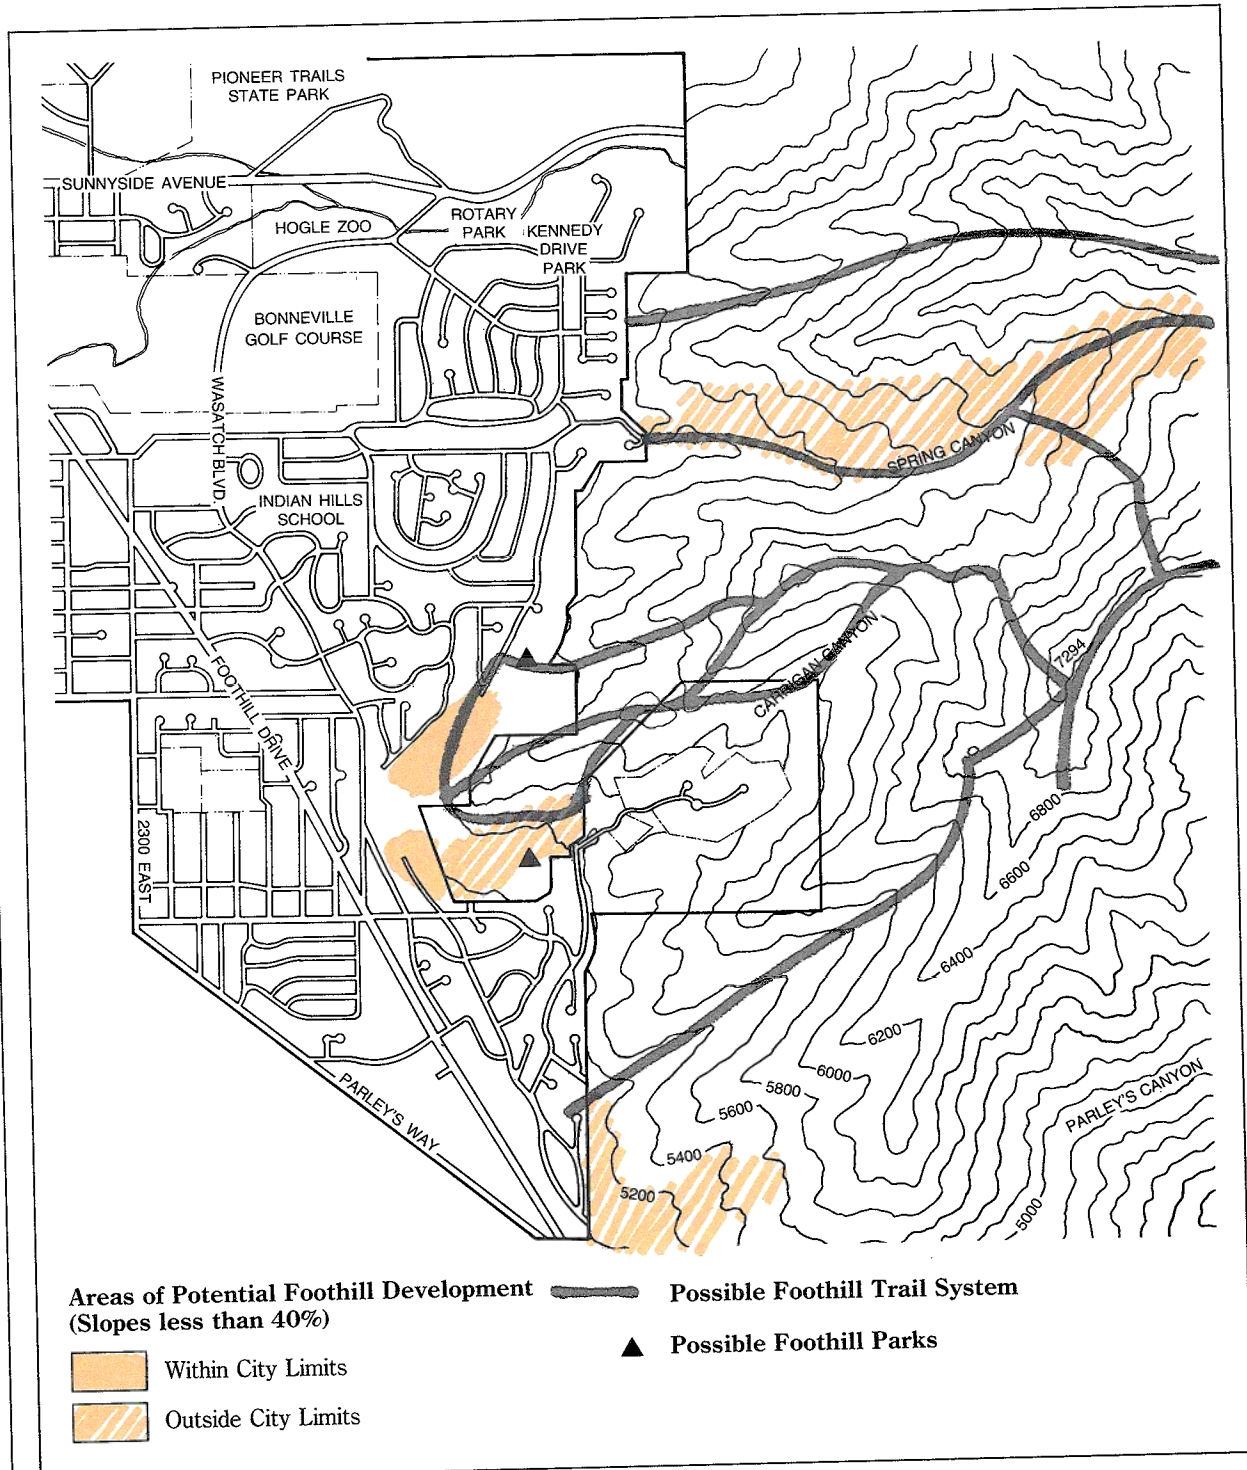 PIONEER TRAILS
STATE PARK
SUNNYSIDE AVENUE
HOGLE ZOO
ROTARY
PARK
KENNEDY
DRIVE
PARK
BONNEVILLE
GOLF COURSE
WASATCH BLVD.
SPRING CANYON
INDIAN HILLS
SCHOOL
FOOTHILL DRIVE
CARRIGAN CANYON
7294
2300 EAST
6800
6600
6400
6200
6000
5800
5600
5400
5200
5000
PARLEY'S CANYON
PARLEY'S WAY
Areas of Potential Foothill Development
(Slopes less than 40%)
Within City Limits
Outside City Limits
Possible Foothill Trail System
Possible Foothill Parks